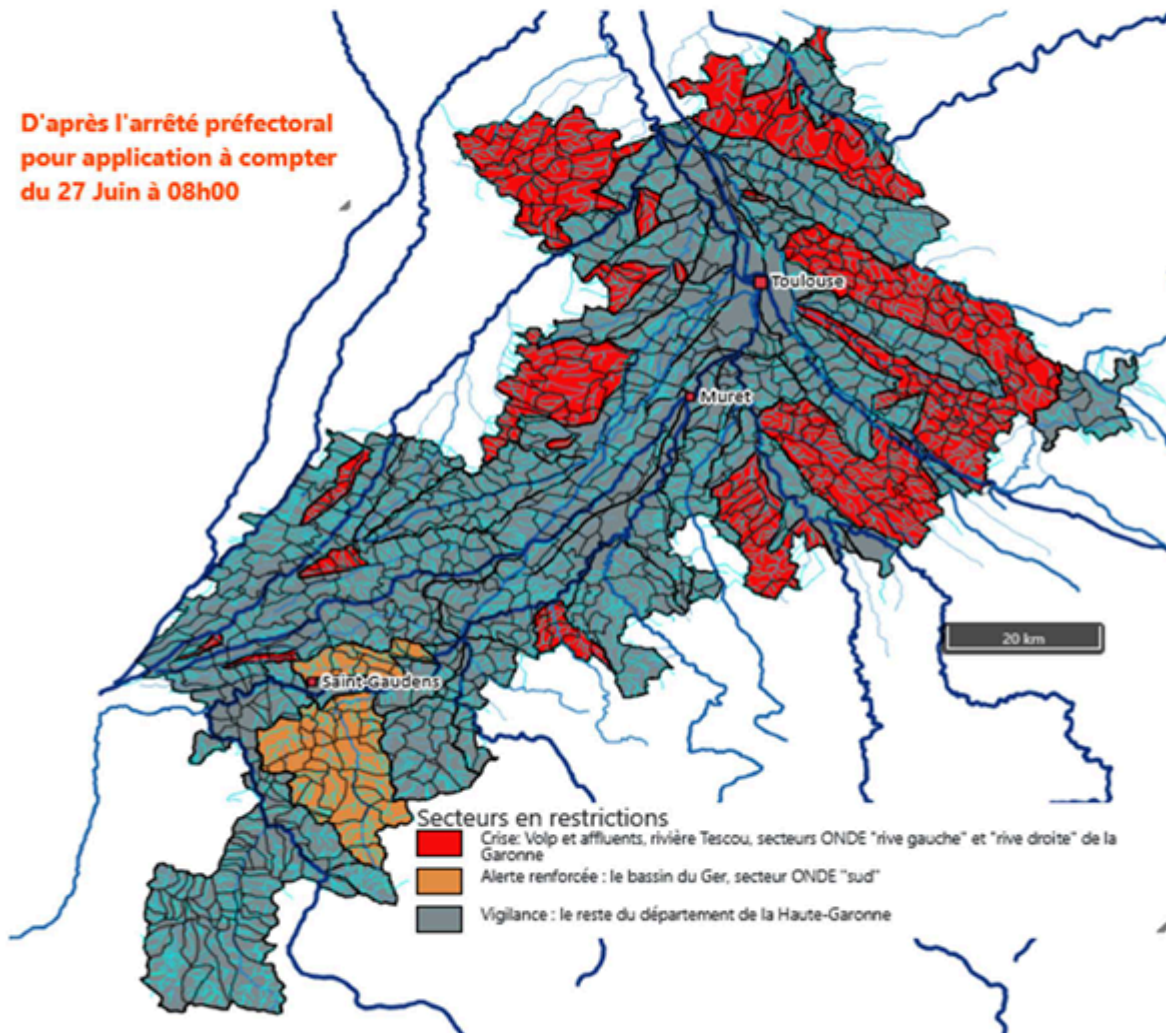 D'après l'arrêté préfectoral
pour application à compter
du 27 Juin à 08h00
Toulouse
Muret
20 km
Saint-Gaudens
Secteurs en restrictions
Crise: Volp et affluents, rivière Tescou, secteurs ONDE "rive gauche" et "rive droite" de la
Garonne
Alerte renforcée : le bassin du Ger, secteur ONDE "sud"
Vigilance : le reste du département de la Haute-Garonne